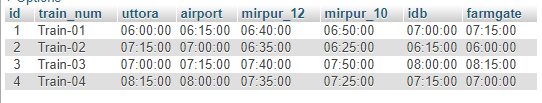 Options
id train_num uttora airport mirpur_12 mirpur_10 idb farmgate
1 Train-01 06:00:00 06:15:00 06:40:00 06:50:00 07:00:00 07:15:00
2 Train-02 07:15:00 07:00:00 06:35:00 06:25:00 06:15:00 06:00:00
3 Train-03 07:00:00 07:15:00 07:40:00 07:50:00 08:00:00 08:15:00
4 Train-04 08:15:00 08:00:00 07:35:00 07:25:00 06:15:00 07:00:00